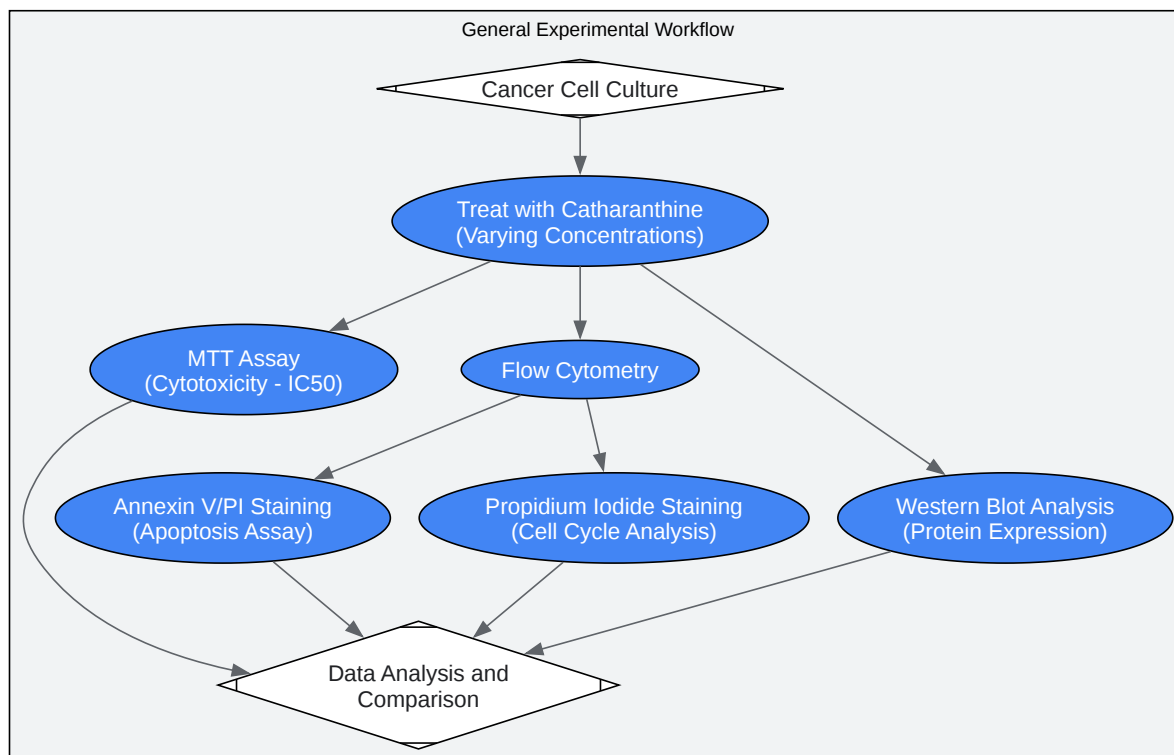 General Experimental Workflow
Cancer Cell Culture
Treat with Catharanthine
(Varying Concentrations)
MTT Assay
(Cytotoxicity - IC50)
Flow Cytometry
Annexin V/PI Staining
(Apoptosis Assay)
Propidium Iodide Staining
(Cell Cycle Analysis)
Western Blot Analysis
(Protein Expression)
Data Analysis and
Comparison